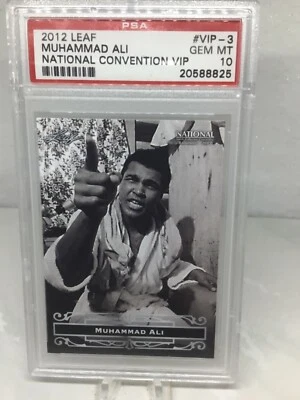 PSA
2012 LEAF #VIP-3
MUHAMMAD ALI GEM MT
NATIONAL CONVENTION VIP 10
20588825
NATIONAL
MUHAMMAD ALI